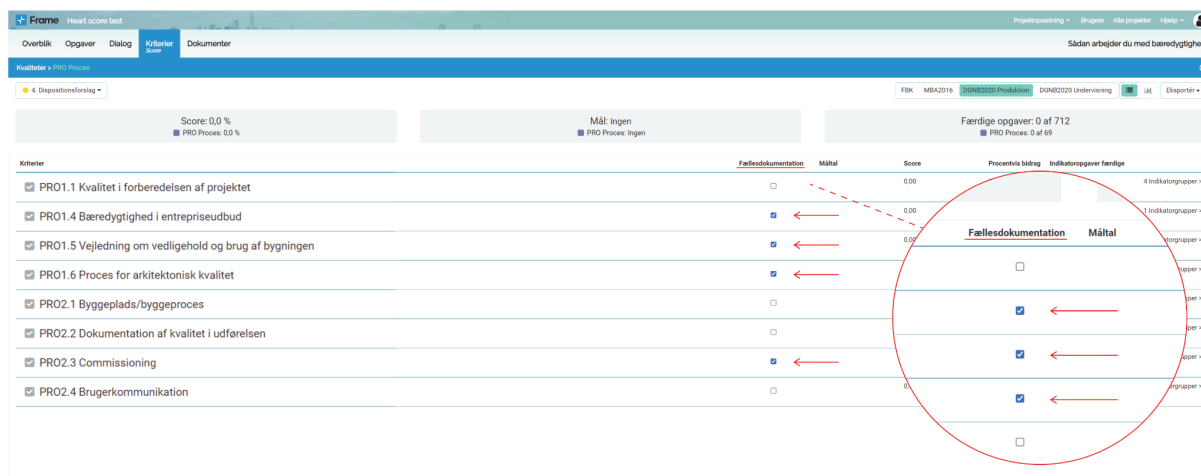 Frame Heart score test Projektopsætning Brugere Alle projekter Hjælp
Overblik Opgaver Dialog Kriterier Dokumenter Sådan arbejder du med
Score
Kvaliteter > PRO Proces
4. Dispositionsforslag FBK MBA2016 DGNB2020 Produktion DGNB2020 Undervisning Eksportér
Score: 0,0 % Mål: Ingen Færdige opgaver: 0 af 712
PRO Proces: 0,0 % PRO Proces: Ingen PRO Proces: 0 af 69
Kriterier Fællesdokumentation Måltal Score Procentvis bidrag Indikatoropgaver færdige
PRO1.1 Kvalitet i forberedelsen af projektet 0,00 4 Indikatorgrupper >
PRO1.4 Bæredygtighed i entrepriseudbud 0,00 1 Indikatorgrupper >
PRO1.5 Vejledning om vedligehold og brug af bygningen 0,00
PRO1.6 Proces for arkitektonisk kvalitet
PRO2.1 Byggeplads/byggeproces
PRO2.2 Dokumentation af kvalitet i udførelsen
PRO2.3 Commissioning
PRO2.4 Brugerkommunikation
Fællesdokumentation Måltal